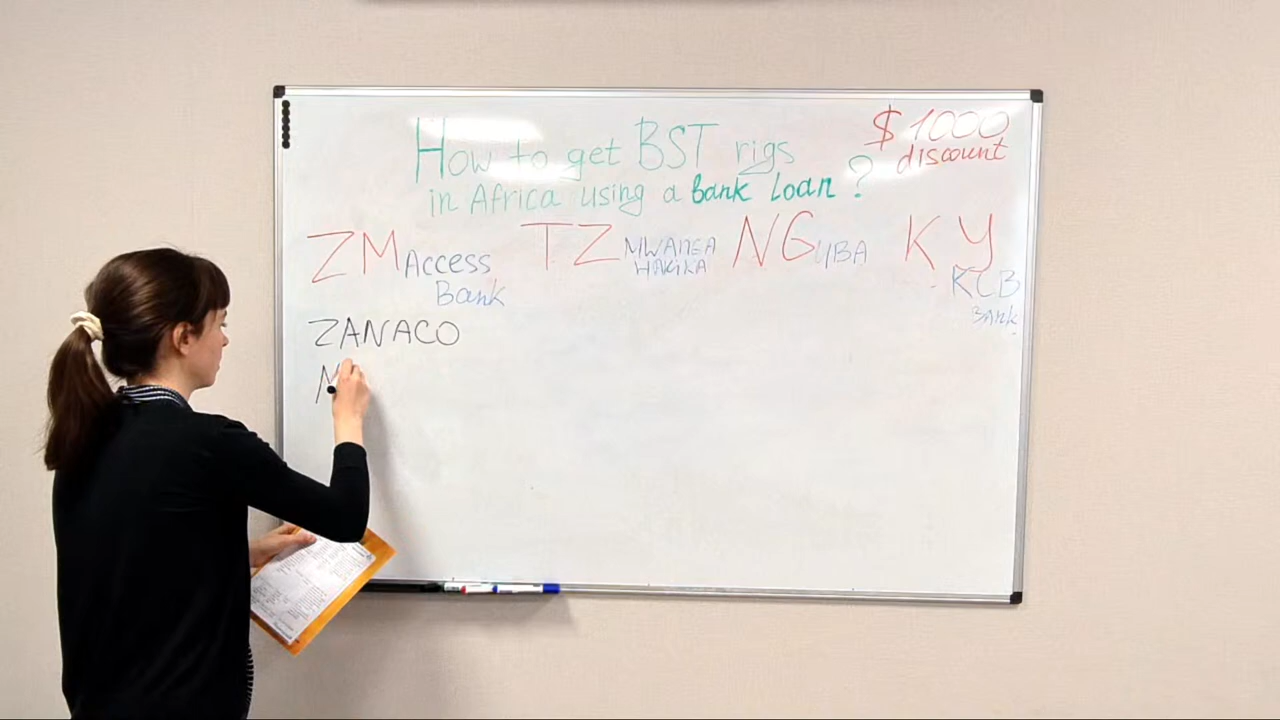 How to get BST rigs
in Africa using a bank loan?
$1000
discount
ZM Access
Bank
TZ MWANGA
HAKIKA
NG UBA
KY
KCB
BANK
ZANACO